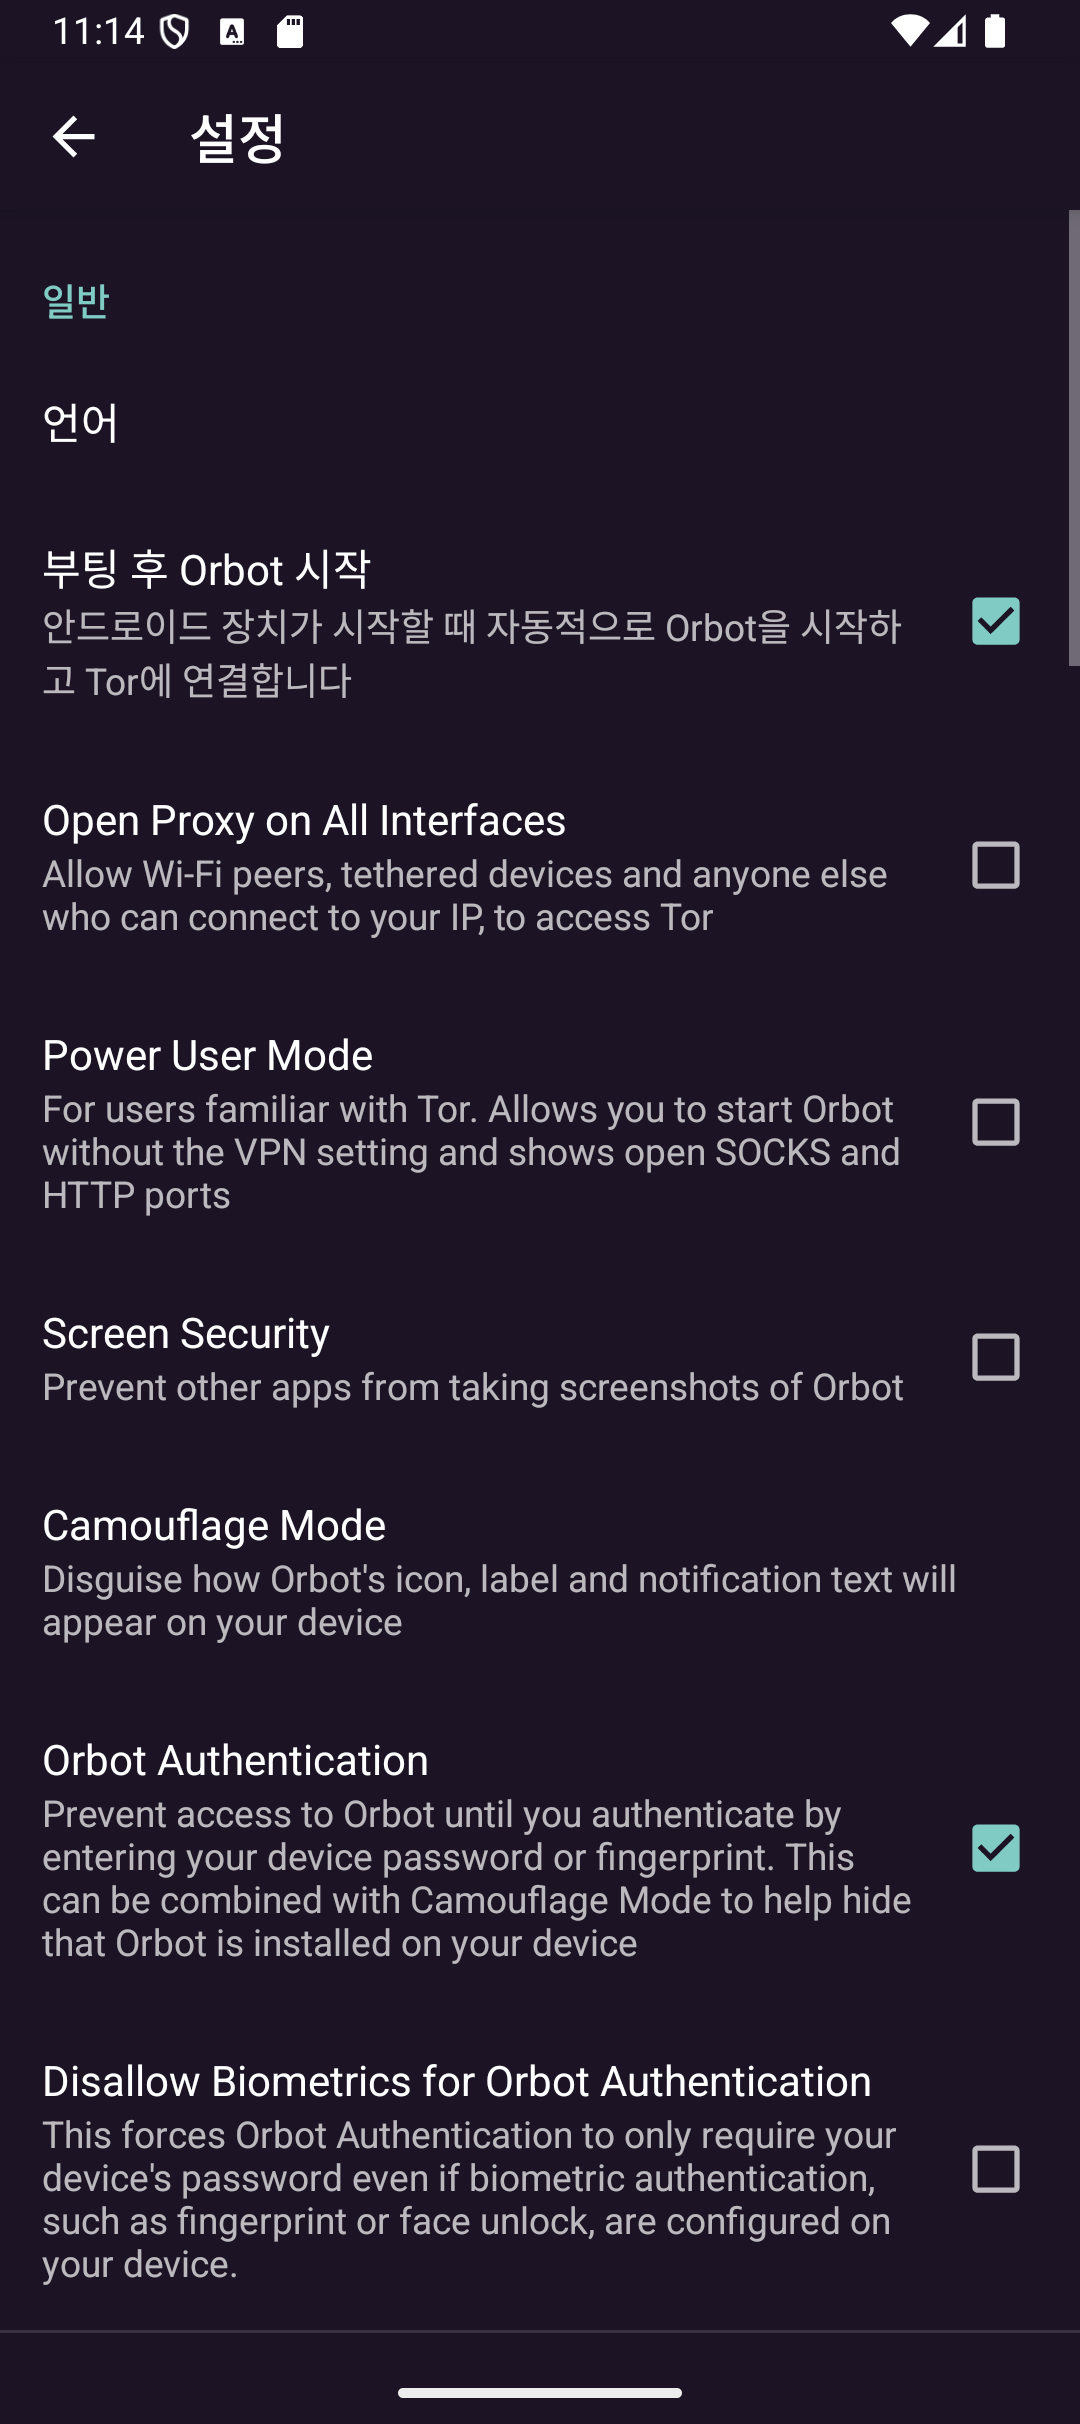 11:14
설정
일반
언어
부팅 후 Orbot 시작
안드로이드 장치가 시작할 때 자동적으로 Orbot을 시작하
고 Tor에 연결합니다
Open Proxy on All Interfaces
Allow Wi-Fi peers, tethered devices and anyone else
who can connect to your IP, to access Tor
Power User Mode
For users familiar with Tor. Allows you to start Orbot
without the VPN setting and shows open SOCKS and
HTTP ports
Screen Security
Prevent other apps from taking screenshots of Orbot
Camouflage Mode
Disguise how Orbot's icon, label and notification text will
appear on your device
Orbot Authentication
Prevent access to Orbot until you authenticate by
entering your device password or fingerprint. This
can be combined with Camouflage Mode to help hide
that Orbot is installed on your device
Disallow Biometrics for Orbot Authentication
This forces Orbot Authentication to only require your
device's password even if biometric authentication,
such as fingerprint or face unlock, are configured on
your device.